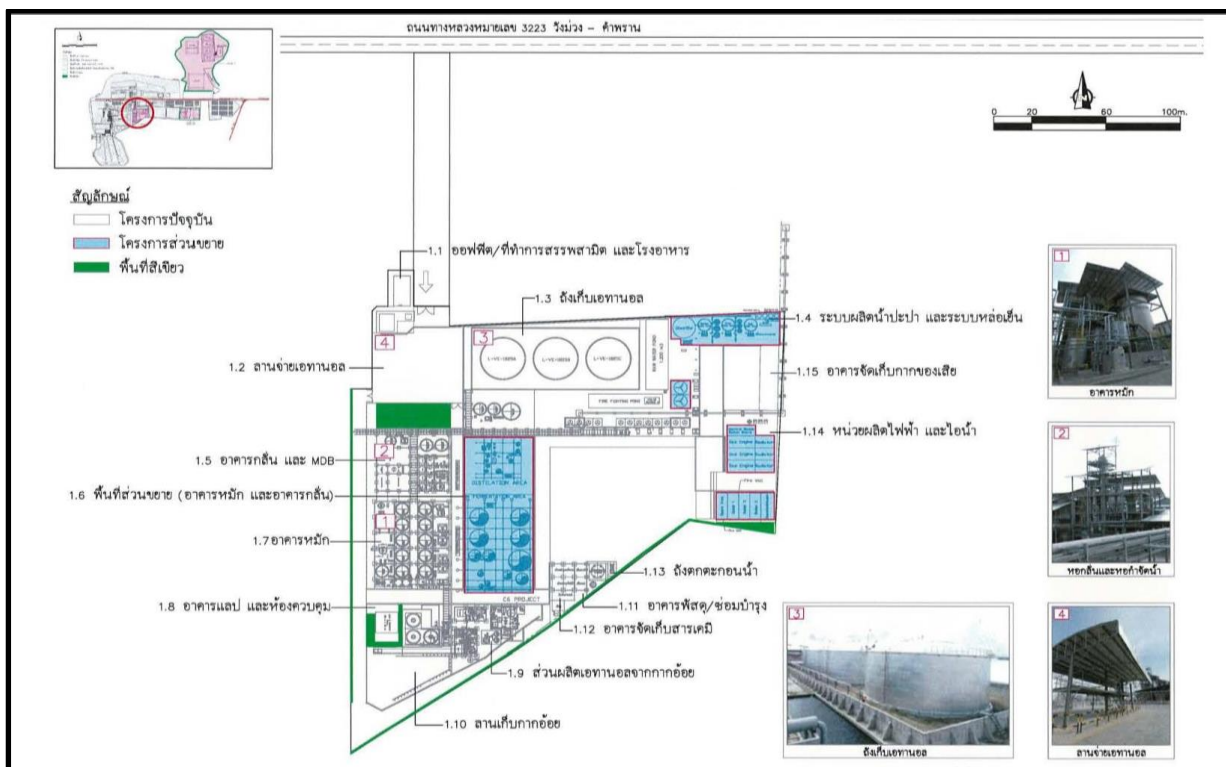 ถนนทางหลวงหมายเลข 3223 วังม่วง - คำพราน
0 20 60 100m.
สัญลักษณ์
โครงการปัจจุบัน
โครงการส่วนขยาย
พื้นที่สีเขียว
1.1 ออฟฟิต/ที่ทำการสรรพสามิต และโรงอาหาร
1.3 ถังเก็บเอทานอล
1.4 ระบบผลิตน้ำปะปา และระบบหล่อเย็น
1
อาคารหมัก
4
3
1.2 ลานจ่ายเอทานอล
1.15 อาคารจัดเก็บกากของเสีย
FIRE FIGHTING POND
1.14 หน่วยผลิตไฟฟ้า และไอน้ำ
2
1.5 อาคารกลั่น และ MDB
DISTILATION AREA
2
หอกลั่นและหอกำจัดน้ำ
1.6 พื้นที่ส่วนขยาย (อาคารหมัก และอาคารกลั่น)
1
1.7อาคารหมัก
1.13 ถังตกตะกอนน้ำ
1.8 อาคารแลป และห้องควบคุม
C6 PROJECT
1.11 อาคารพัสดุ/ซ่อมบำรุง
1.12 อาคารจัดเก็บสารเคมี
1.9 ส่วนผลิตเอทานอลจากกากอ้อย
1.10 ลานเก็บกากอ้อย
3
ถังเก็บเอทานอล
4
ลานจ่ายเอทานอล